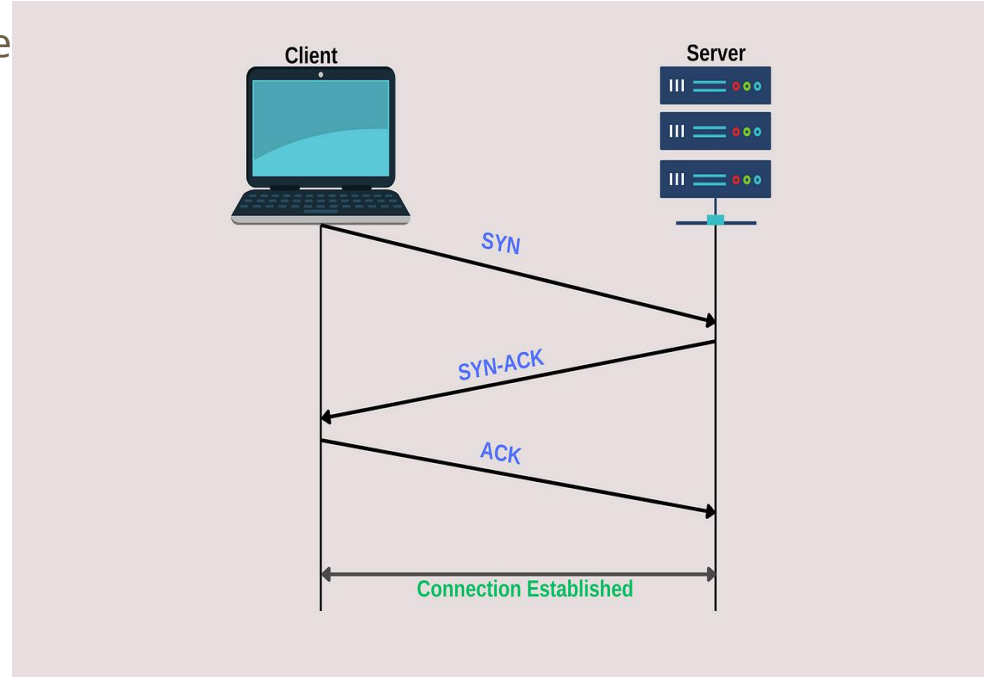 e
Client
Server
SYN
SYN-ACK
ACK
Connection Established